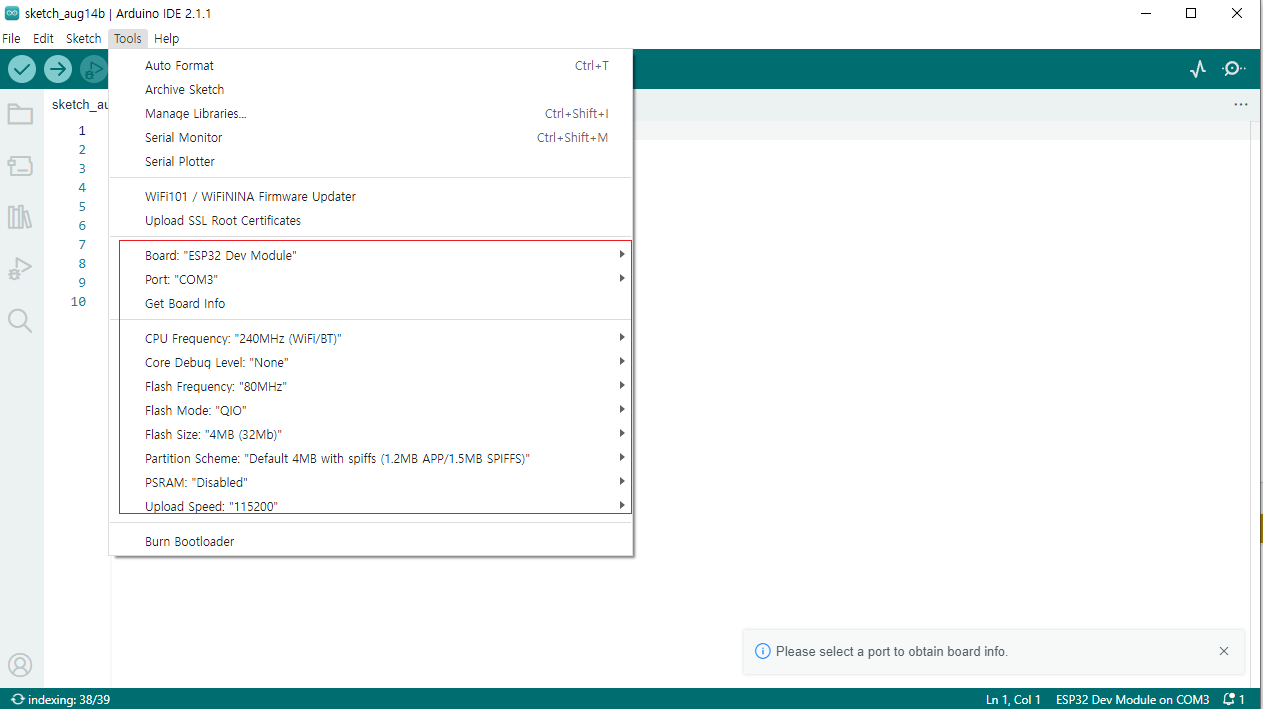 sketch_aug14b | Arduino IDE 2.1.1
File Edit Sketch Tools Help
sketch_au
Auto Format Ctrl+T
Archive Sketch
Manage Libraries... Ctrl+Shift+I
Serial Monitor Ctrl+Shift+M
Serial Plotter
WiFi101 / WiFiNINA Firmware Updater
Upload SSL Root Certificates
Board: "ESP32 Dev Module"
Port: "COM3"
Get Board Info
CPU Frequency: "240MHz (WiFi/BT)"
Core Debug Level: "None"
Flash Frequency: "80MHz"
Flash Mode: "QIO"
Flash Size: "4MB (32Mb)"
Partition Scheme: "Default 4MB with spiffs (1.2MB APP/1.5MB SPIFFS)"
PSRAM: "Disabled"
Upload Speed: "115200"
Burn Bootloader
1
2
3
4
5
6
7
8
9
10
Please select a port to obtain board info.
indexing: 38/39 Ln 1, Col 1 ESP32 Dev Module on COM3 1